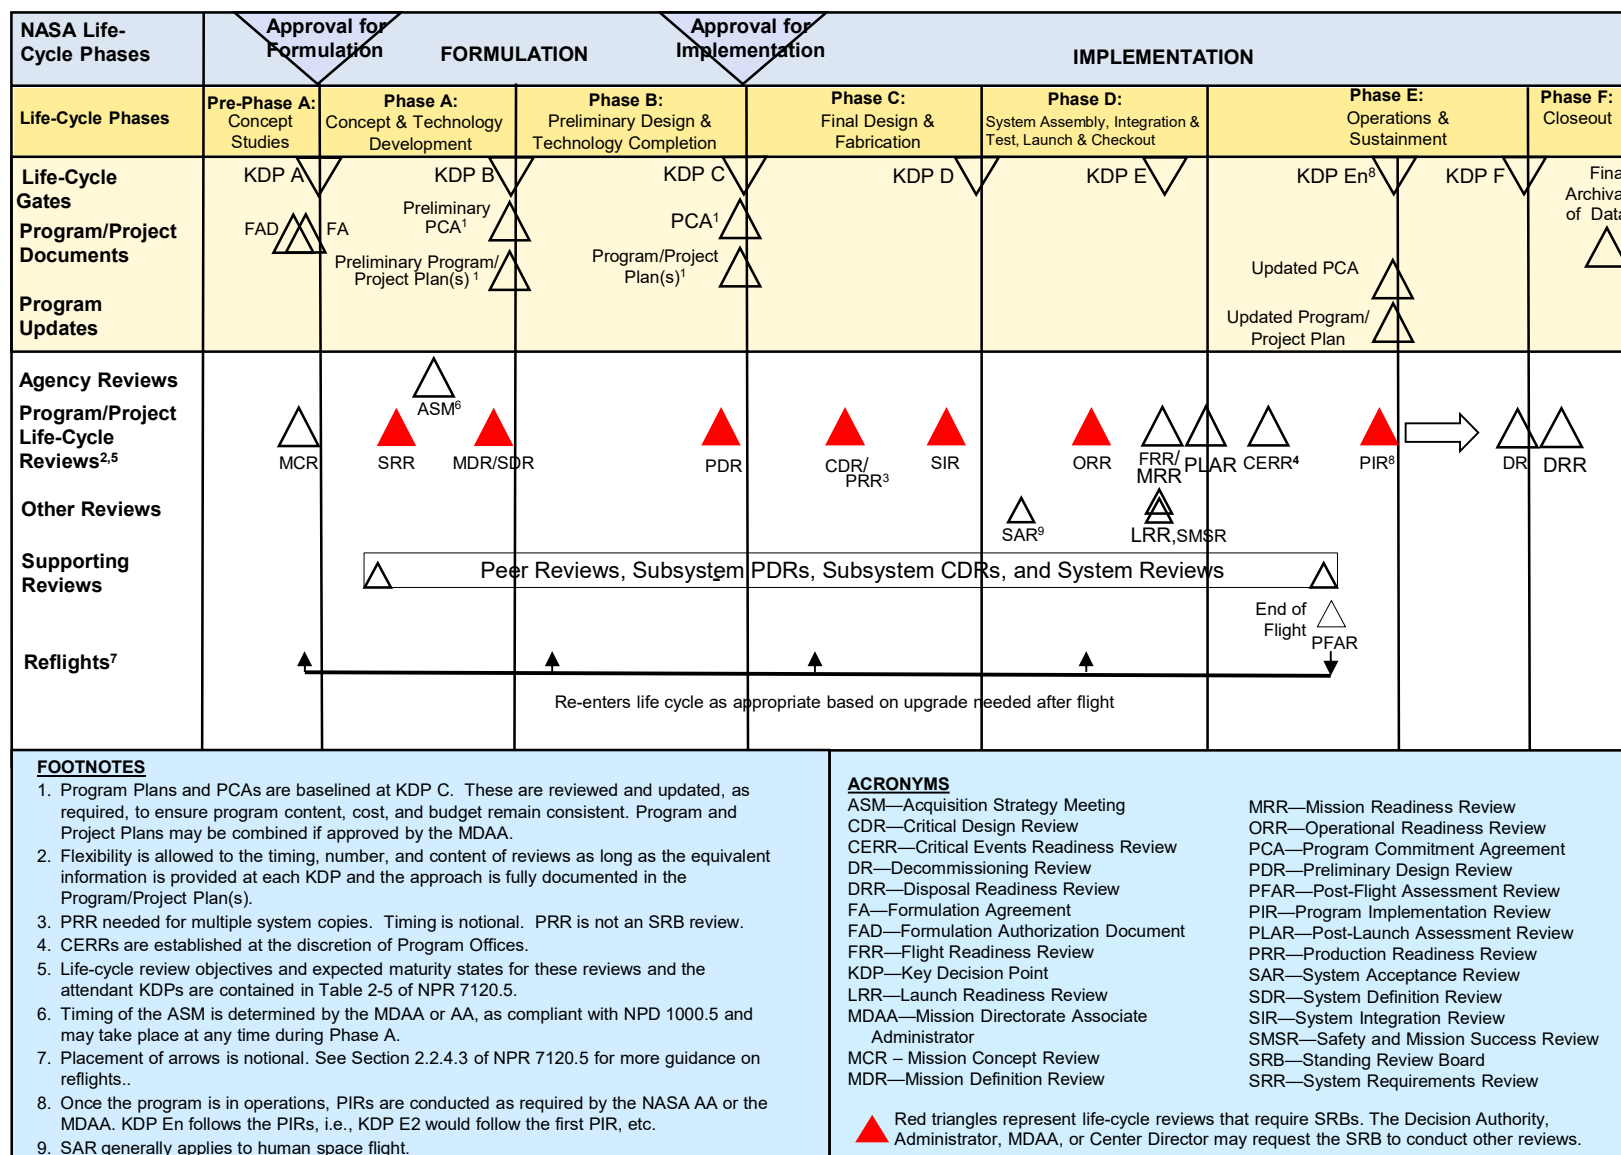 NASA Life-
Cycle Phases
Approval for
Formulation
FORMULATION
Approval for
Implementation
IMPLEMENTATION
Life-Cycle Phases
Pre-Phase A:
Concept
Studies
Phase A:
Concept & Technology
Development
Phase B:
Preliminary Design &
Technology Completion
Phase C:
Final Design &
Fabrication
Phase D:
System Assembly, Integration &
Test, Launch & Checkout
Phase E:
Operations &
Sustainment
Phase F:
Closeout
Life-Cycle
Gates
KDP A
KDP B
KDP C
KDP D
KDP E
KDP En⁸
KDP F
Fina
Archiva
of Data
Program/Project
Documents
FAD
FA
Preliminary
PCA¹
Preliminary Program/
Project Plan(s) ¹
PCA¹
Program/Project
Plan(s)¹
Program
Updates
Updated PCA
Updated Program/
Project Plan
Agency Reviews
ASM⁶
Program/Project
Life-Cycle
Reviews²,⁵
MCR
SRR
MDR/SDR
PDR
CDR/
PRR³
SIR
ORR
FRR/
MRR
PLAR
CERR⁴
PIR⁸
DR
DRR
Other Reviews
SAR⁹
LRR,SMSR
Supporting
Reviews
Peer Reviews, Subsystem PDRs, Subsystem CDRs, and System Reviews
End of
Flight
PFAR
Reflights⁷
Re-enters life cycle as appropriate based on upgrade needed after flight
FOOTNOTES
1. Program Plans and PCAs are baselined at KDP C. These are reviewed and updated, as
required, to ensure program content, cost, and budget remain consistent. Program and
Project Plans may be combined if approved by the MDAA.
2. Flexibility is allowed to the timing, number, and content of reviews as long as the equivalent
information is provided at each KDP and the approach is fully documented in the
Program/Project Plan(s).
3. PRR needed for multiple system copies. Timing is notional. PRR is not an SRB review.
4. CERRs are established at the discretion of Program Offices.
5. Life-cycle review objectives and expected maturity states for these reviews and the
attendant KDPs are contained in Table 2-5 of NPR 7120.5.
6. Timing of the ASM is determined by the MDAA or AA, as compliant with NPD 1000.5 and
may take place at any time during Phase A.
7. Placement of arrows is notional. See Section 2.2.4.3 of NPR 7120.5 for more guidance on
reflights..
8. Once the program is in operations, PIRs are conducted as required by the NASA AA or the
MDAA. KDP En follows the PIRs, i.e., KDP E2 would follow the first PIR, etc.
9. SAR generally applies to human space flight.
ACRONYMS
ASM—Acquisition Strategy Meeting
CDR—Critical Design Review
CERR—Critical Events Readiness Review
DR—Decommissioning Review
DRR—Disposal Readiness Review
FA—Formulation Agreement
FAD—Formulation Authorization Document
FRR—Flight Readiness Review
KDP—Key Decision Point
LRR—Launch Readiness Review
MDAA—Mission Directorate Associate
Administrator
MCR – Mission Concept Review
MDR—Mission Definition Review
MRR—Mission Readiness Review
ORR—Operational Readiness Review
PCA—Program Commitment Agreement
PDR—Preliminary Design Review
PFAR—Post-Flight Assessment Review
PIR—Program Implementation Review
PLAR—Post-Launch Assessment Review
PRR—Production Readiness Review
SAR—System Acceptance Review
SDR—System Definition Review
SIR—System Integration Review
SMSR—Safety and Mission Success Review
SRB—Standing Review Board
SRR—System Requirements Review
Red triangles represent life-cycle reviews that require SRBs. The Decision Authority,
Administrator, MDAA, or Center Director may request the SRB to conduct other reviews.